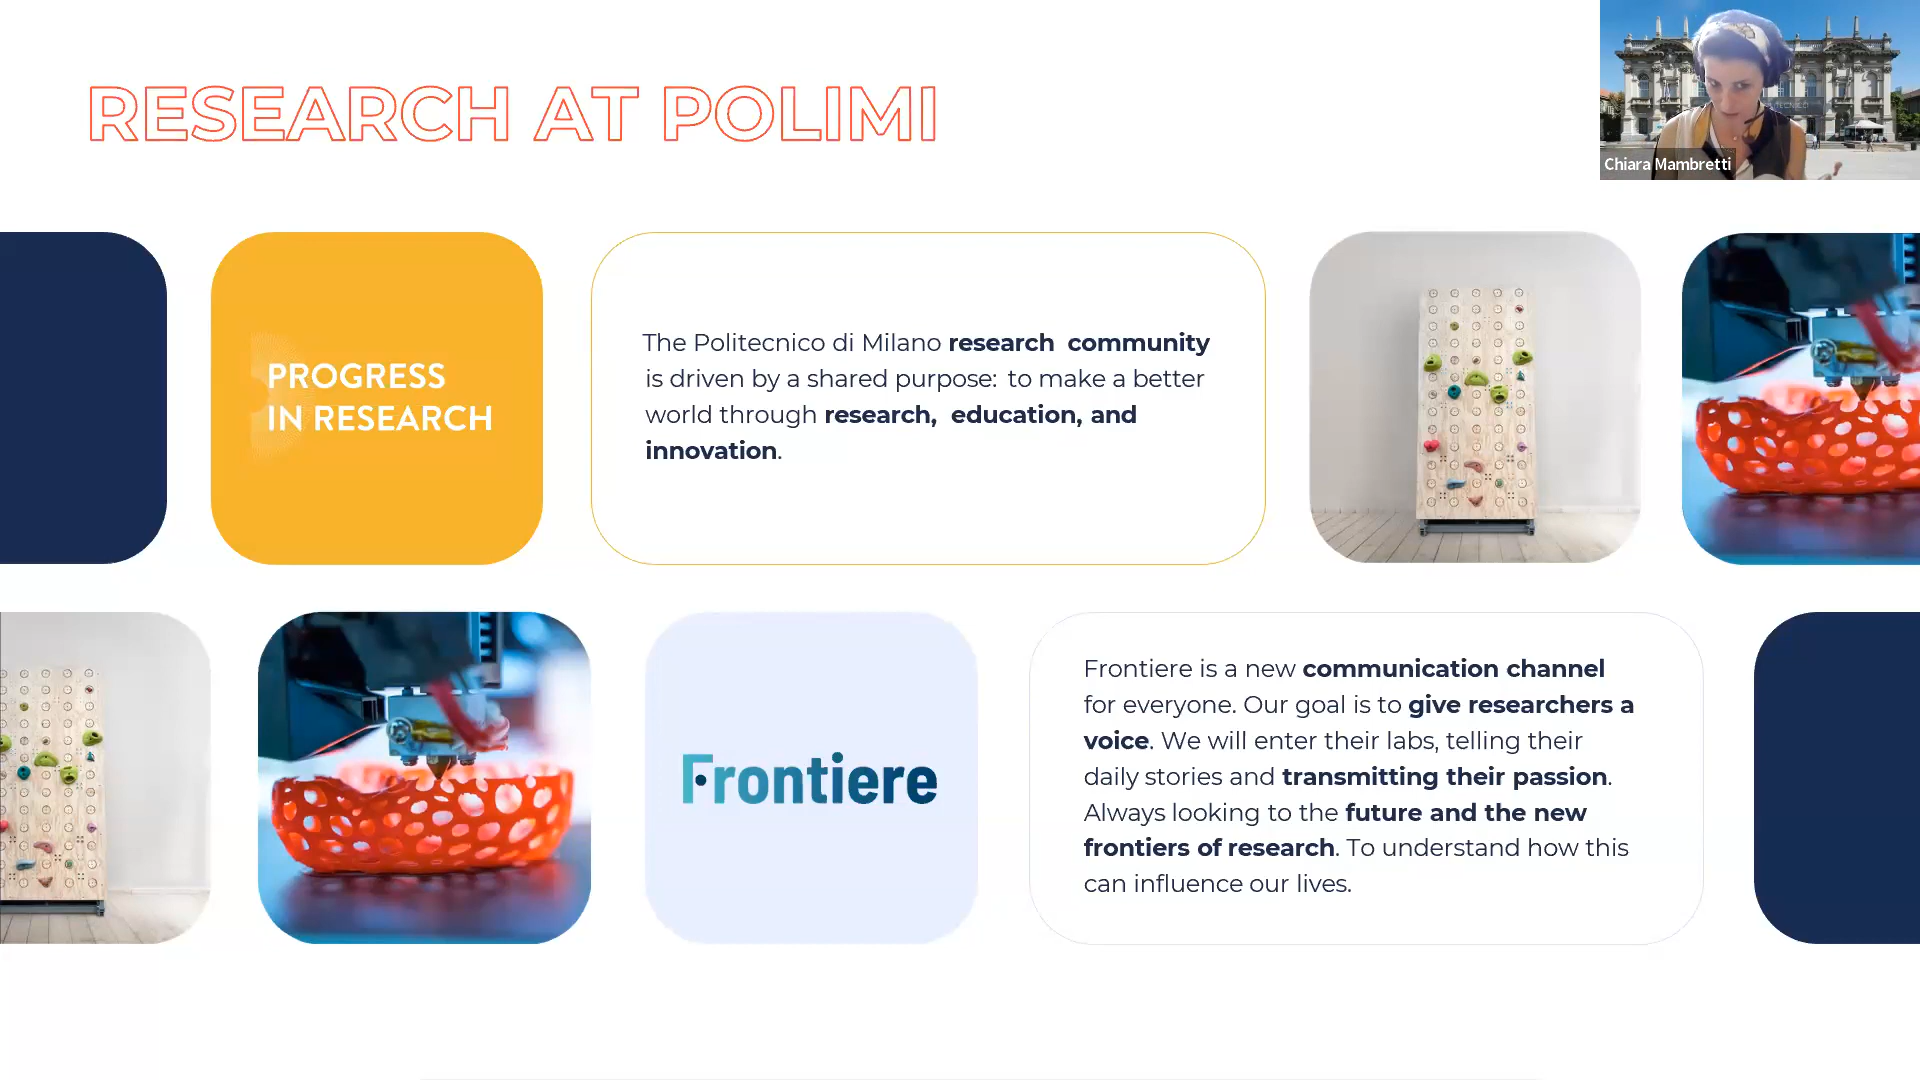 RESEARCH AT POLIMI
Chiara Mambretti
PROGRESS
IN RESEARCH
The Politecnico di Milano research community
is driven by a shared purpose: to make a better
world through research, education, and
innovation.
Frontiere
Frontiere is a new communication channel
for everyone. Our goal is to give researchers a
voice. We will enter their labs, telling their
daily stories and transmitting their passion.
Always looking to the future and the new
frontiers of research. To understand how this
can influence our lives.